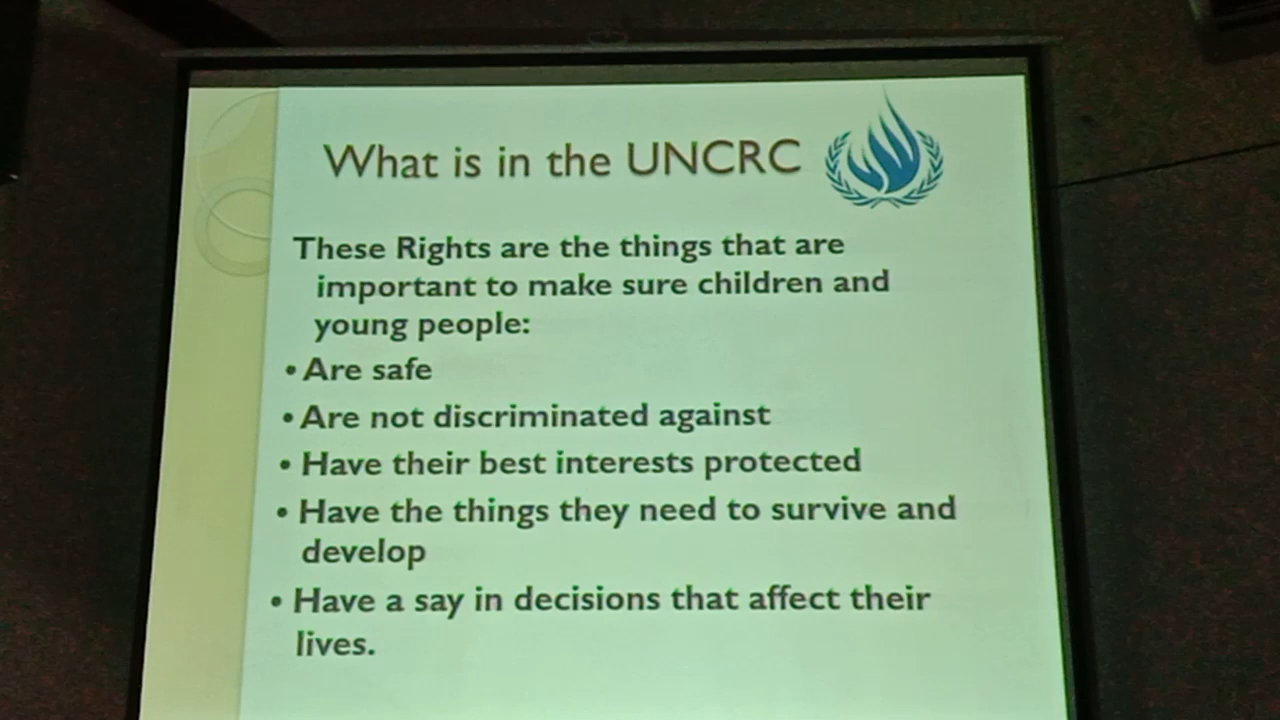 What is in the UNCRC
These Rights are the things that are
important to make sure children and
young people:
• Are safe
• Are not discriminated against
• Have their best interests protected
• Have the things they need to survive and
develop
• Have a say in decisions that affect their
lives.